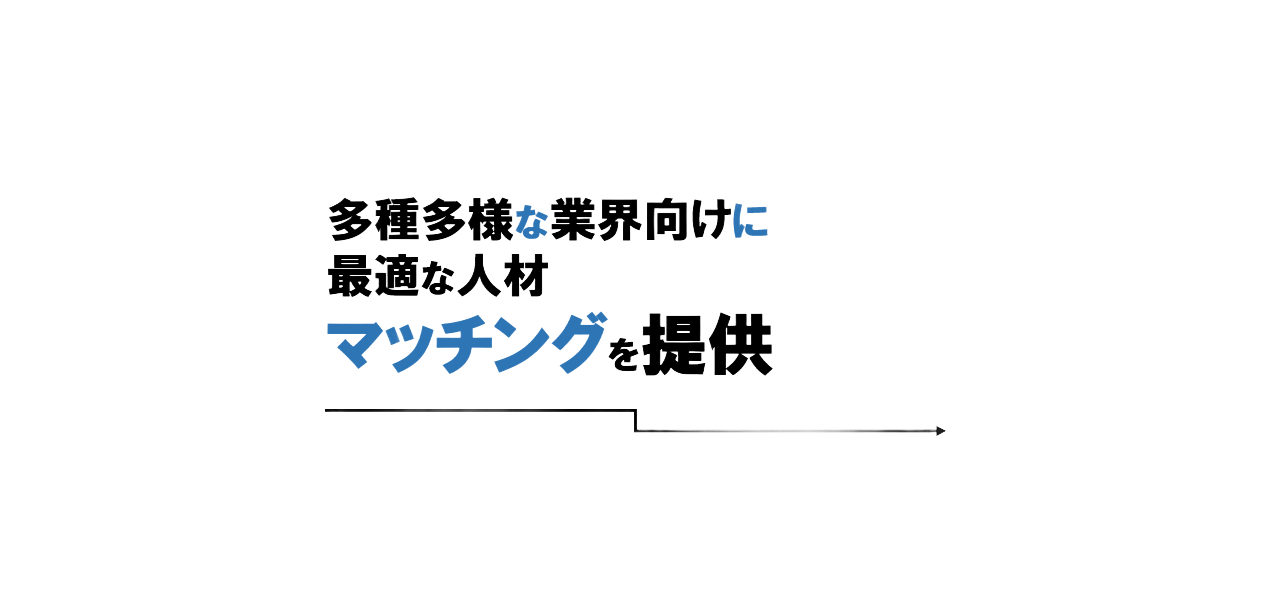 多種多様な業界向けに
最適な人材
マッチングを提供